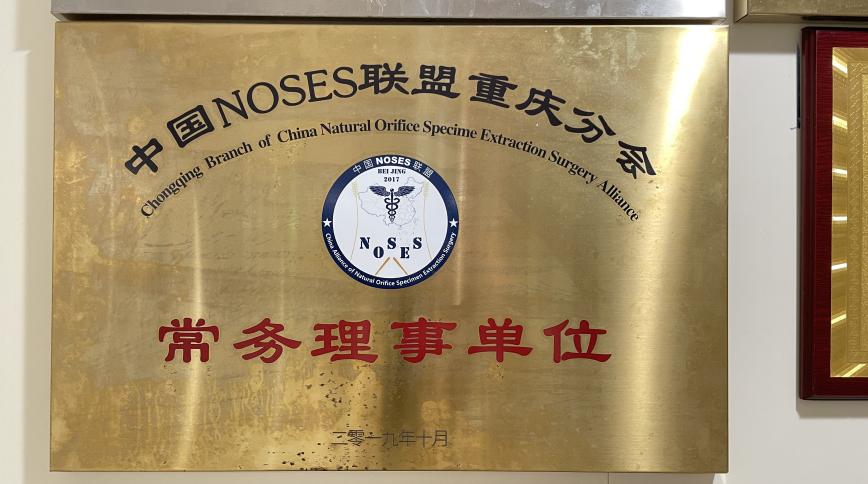 中国NOSES联盟重庆分会
Chongqing Branch of China Natural Orifice Specime Extraction Surgery Alliance
中国 NOSES 联盟
BEI JING
2017
NOSES
China Alliance of Natural Orifice Specimen Extraction Surgery
常务理事单位
二零一九年十月